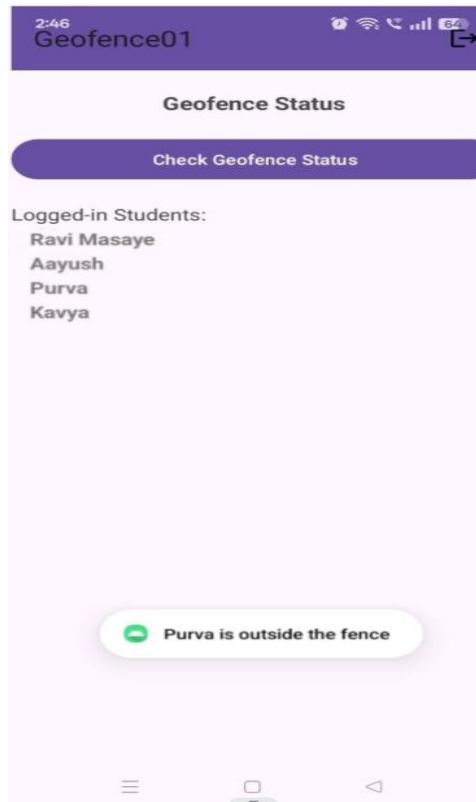 2:46
64
Geofence01
Geofence Status
Check Geofence Status
Logged-in Students:
Ravi Masaye
Aayush
Purva
Kavya
Purva is outside the fence